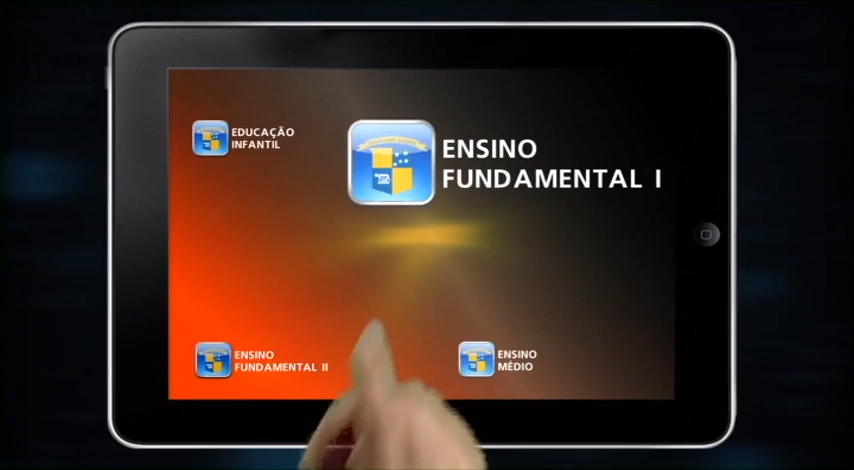 EDUCAÇÃO
INFANTIL
ENSINO
FUNDAMENTAL I
ENSINO
FUNDAMENTAL II
ENSINO
MÉDIO